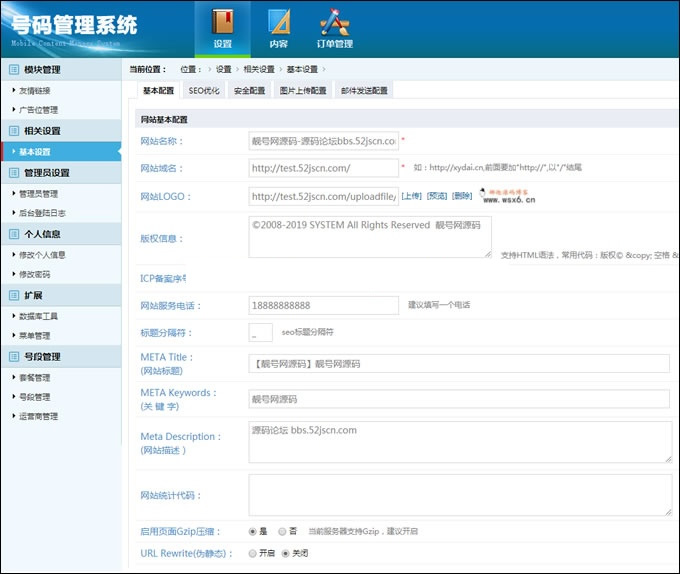 号码管理系统
设置
内容
订单管理
模块管理
友情链接
广告位管理
相关设置
基本设置
管理员设置
管理员管理
后台登陆日志
个人信息
修改个人信息
修改密码
扩展
数据库工具
菜单管理
号段管理
套餐管理
号段管理
运营商管理
当前位置： 位置： > 设置 > 相关设置 > 基本设置 >
基本配置 SEO优化 安全配置 图片上传配置 邮件发送配置
网站基本配置
网站名称： 靓号网源码-源码论坛bbs.52jscn.co *
网站域名： http://test.52jscn.com/ * 如：http://xydai.cn,前面要加"http://",以"/"结尾
网站LOGO： http://test.52jscn.com/uploadfile/ [上传] [预览] [删除]
www.wsx6.cn
版权信息： ©2008-2019 SYSTEM All Rights Reserved 靓号网源码
支持HTML语法，常用代码：版权© &copy; 空格 &
ICP备案序号
网站服务电话： 18888888888 建议填写一个电话
标题分隔符： _ seo标题分隔符
META Title：
(网站标题)
【靓号网源码】靓号网源码
META Keywords：
(关 键 字)
靓号网源码
Meta Description：
(网站描述 )
源码论坛 bbs.52jscn.com
网站统计代码：
启用页面Gzip压缩： 是 否 当前服务器支持Gzip，建议开启
URL Rewrite(伪静态)： 开启 关闭